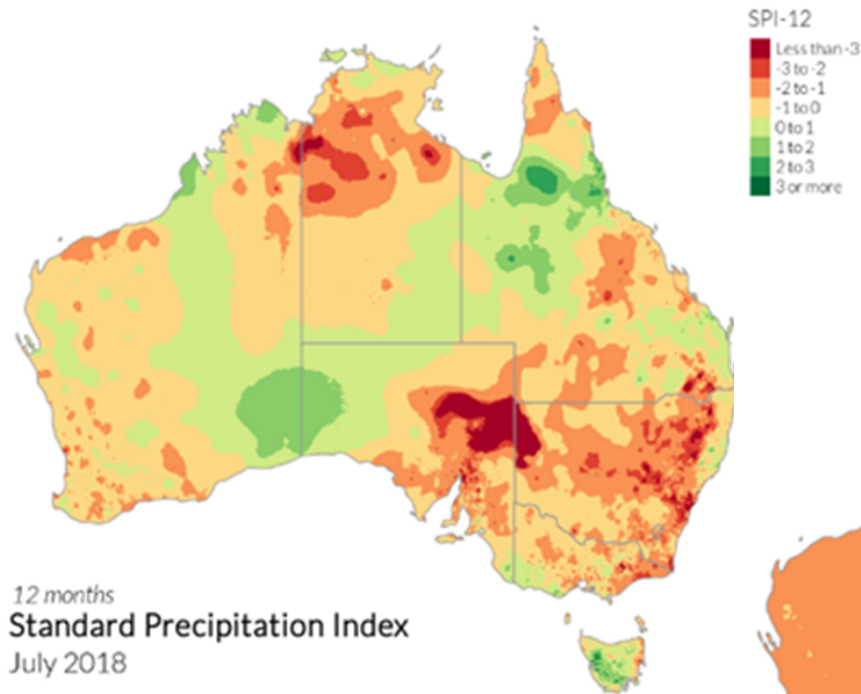 SPI-12
Less than -3
-3 to -2
-2 to -1
-1 to 0
0 to 1
1 to 2
2 to 3
3 or more
12 months
Standard Precipitation Index
July 2018